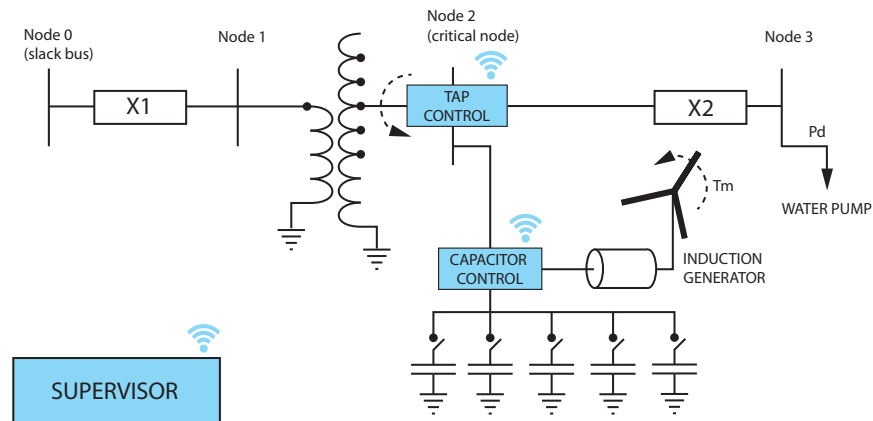 Node 0
(slack bus)
Node 1
Node 2
(critical node)
Node 3
X1
TAP
CONTROL
X2
Pd
Tm
WATER PUMP
CAPACITOR
CONTROL
INDUCTION
GENERATOR
SUPERVISOR